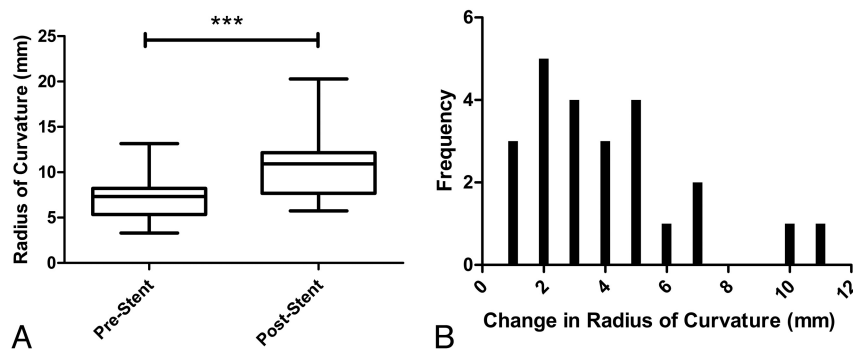 ***
Radius of Curvature (mm)
25
20
15
10
5
0
Pre-Stent
Post-Stent
A
Frequency
6
4
2
0
0
2
4
6
8
10
12
Change in Radius of Curvature (mm)
B